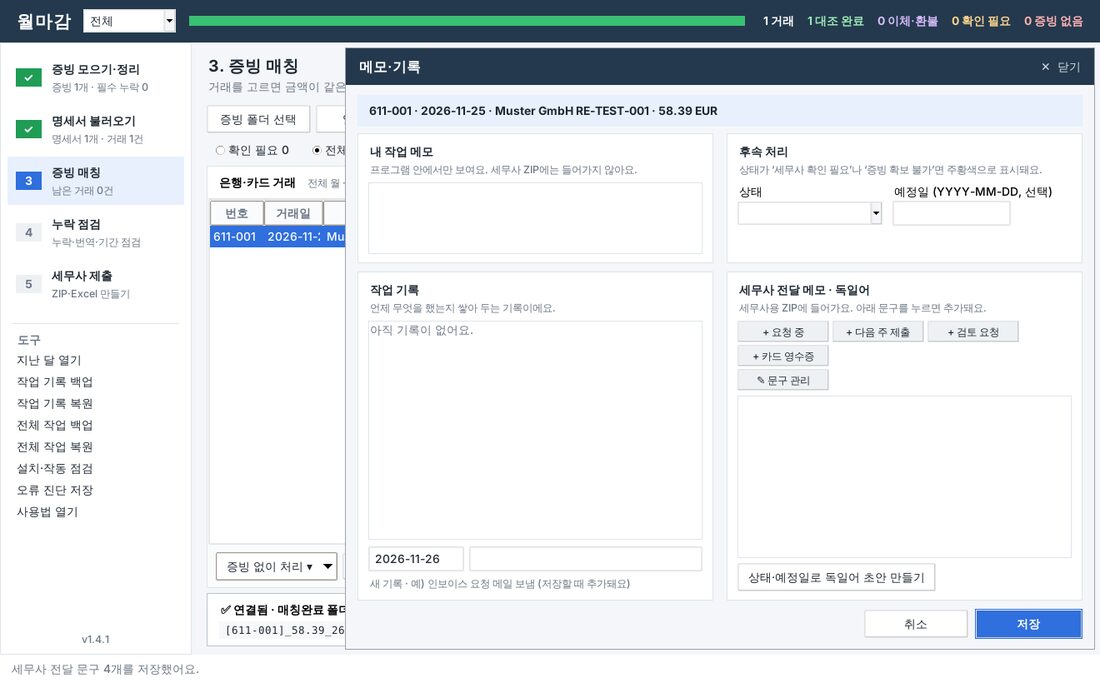 월마감
전체
1 거래 1 대조 완료 0 이체·환불 0 확인 필요 0 증빙 없음
증빙 모으기·정리
증빙 1개 · 필수 누락 0
명세서 불러오기
명세서 1개 · 거래 1건
3
증빙 매칭
남은 거래 0건
4
누락 점검
누락·번역·기간 점검
5
세무사 제출
ZIP·Excel 만들기
도구
지난 달 열기
작업 기록 백업
작업 기록 복원
전체 작업 백업
전체 작업 복원
설치·작동 점검
오류 진단 저장
사용법 열기
v1.4.1
3. 증빙 매칭
거래를 고르면 금액이 같은
증빙 폴더 선택
확인 필요 0 전체
은행·카드 거래 전체 월
번호 거래일
611-001 2026-11-: Mu
증빙 없이 처리 ▾
✅ 연결됨 · 매칭완료 폴더
[611-001]_58.39_26
메모·기록
✕ 닫기
611-001 · 2026-11-25 · Muster GmbH RE-TEST-001 · 58.39 EUR
내 작업 메모
프로그램 안에서만 보여요. 세무사 ZIP에는 들어가지 않아요.
후속 처리
상태가 '세무사 확인 필요'나 '증빙 확보 불가'면 주황색으로 표시돼요.
상태 예정일 (YYYY-MM-DD, 선택)
작업 기록
언제 무엇을 했는지 쌓아 두는 기록이에요.
아직 기록이 없어요.
2026-11-26
새 기록 · 예) 인보이스 요청 메일 보냄 (저장할 때 추가돼요)
세무사 전달 메모 · 독일어
세무사용 ZIP에 들어가요. 아래 문구를 누르면 추가돼요.
+ 요청 중 + 다음 주 제출 + 검토 요청
+ 카드 영수증
✎ 문구 관리
상태·예정일로 독일어 초안 만들기
취소 저장
세무사 전달 문구 4개를 저장했어요.